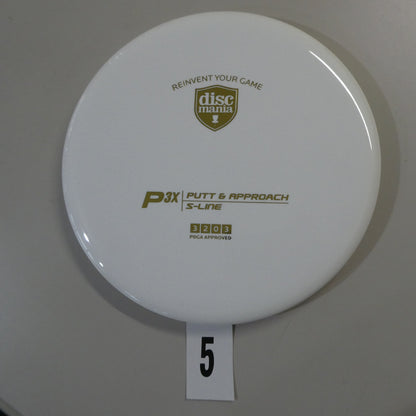 REINVENT YOUR GAME
disc
mania
P3X PUTT & APPROACH
S-LINE
3 2 0 3
PDGA APPROVED
5